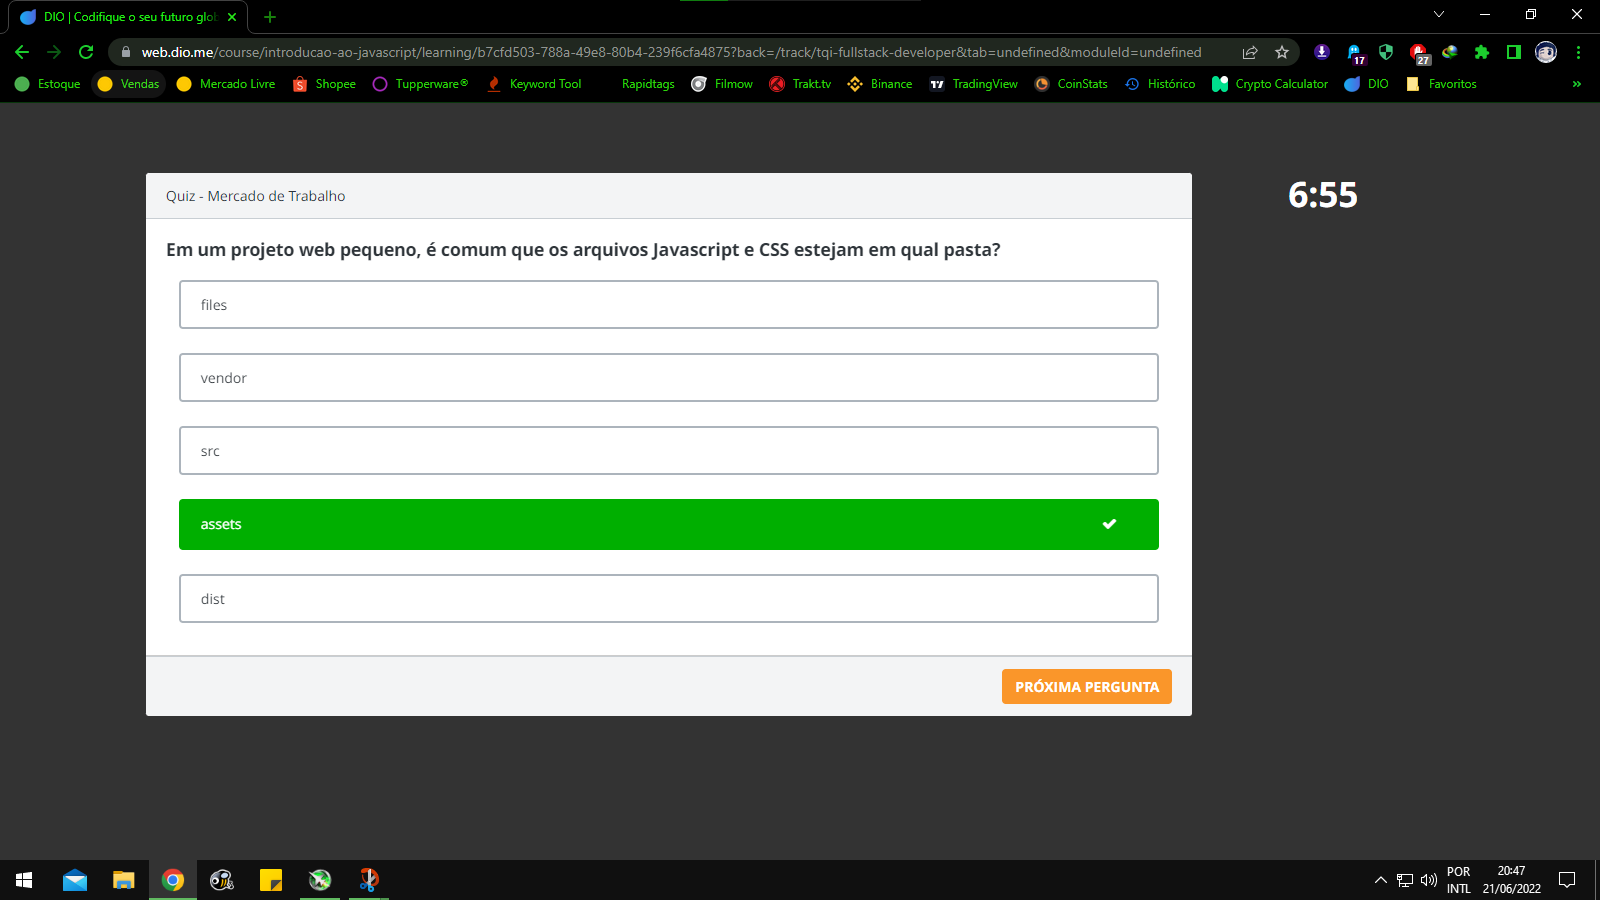 DIO | Codifique o seu futuro glob
web.dio.me/course/introducao-ao-javascript/learning/b7cfd503-788a-49e8-80b4-239f6cfa4875?back=/track/tqi-fullstack-developer&tab=undefined&moduleId=undefined
17
27
Estoque Vendas Mercado Livre Shopee Tupperware® Keyword Tool Rapidtags Filmow Trakt.tv Binance TradingView CoinStats Histórico Crypto Calculator DIO Favoritos »
Quiz - Mercado de Trabalho
6:55
Em um projeto web pequeno, é comum que os arquivos Javascript e CSS estejam em qual pasta?
files
vendor
src
assets
dist
PRÓXIMA PERGUNTA
POR
INTL
20:47
21/06/2022